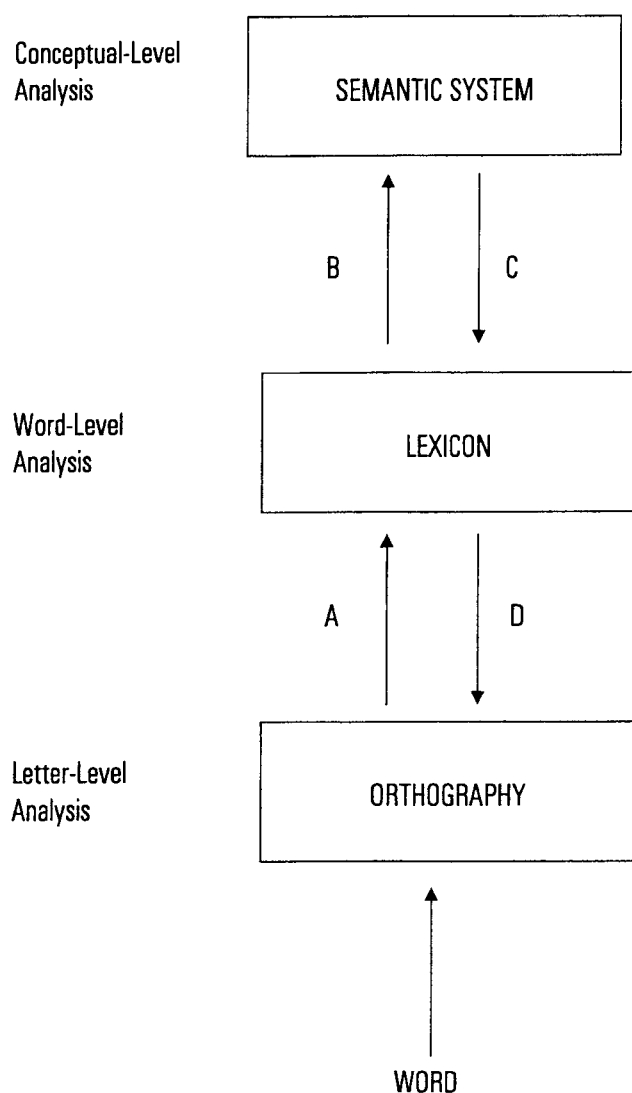 Conceptual-Level
Analysis
SEMANTIC SYSTEM
B
C
Word-Level
Analysis
LEXICON
A
D
Letter-Level
Analysis
ORTHOGRAPHY
WORD